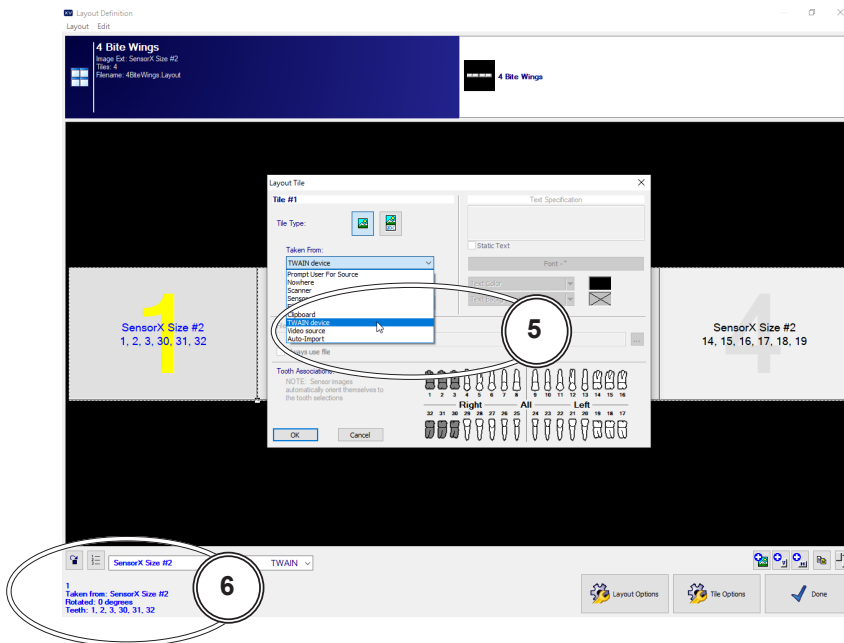 Layout Definition
Layout Edit
4 Bite Wings
Image Ext: SensorX Size #2
Tiles: 4
Filename: 4BiteWings.Layout
4 Bite Wings
Layout Tile
Tile #1
Text Specification
Tile Type:
Static Text
Taken From:
TWAIN device
Font
Prompt User For Source
Nowhere
Scanner
Text Color
Clipboard
TWAIN device
Video source
Auto-Import
5
...
Always use file
1
SensorX Size #2
1, 2, 3, 30, 31, 32
4
SensorX Size #2
14, 15, 16, 17, 18, 19
Tooth Associations:
NOTE: Sensor images
automatically orient themselves to
the tooth selections
1 2 3 4 5 6 7 8 9 10 11 12 13 14 15 16
Right All Left
32 31 30 29 28 27 26 25 24 23 22 21 20 19 18 17
OK Cancel
SensorX Size #2 TWAIN
1
Taken from: SensorX Size #2
Rotated: 0 degrees
Teeth: 1, 2, 3, 30, 31, 32
6
Layout Options Tile Options Done